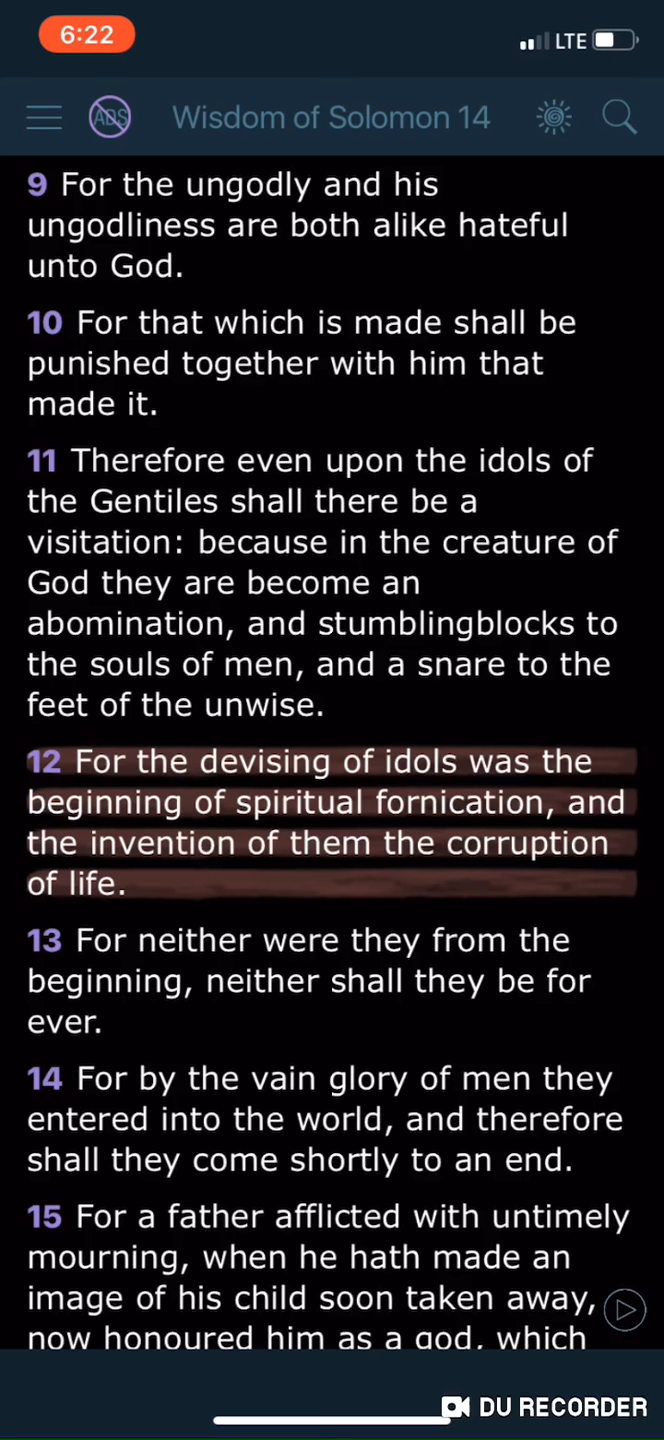 6:22
LTE
ADS
Wisdom of Solomon 14
9 For the ungodly and his
ungodliness are both alike hateful
unto God.
10 For that which is made shall be
punished together with him that
made it.
11 Therefore even upon the idols of
the Gentiles shall there be a
visitation: because in the creature of
God they are become an
abomination, and stumblingblocks to
the souls of men, and a snare to the
feet of the unwise.
12 For the devising of idols was the
beginning of spiritual fornication, and
the invention of them the corruption
of life.
13 For neither were they from the
beginning, neither shall they be for
ever.
14 For by the vain glory of men they
entered into the world, and therefore
shall they come shortly to an end.
15 For a father afflicted with untimely
mourning, when he hath made an
image of his child soon taken away,
now honoured him as a god, which
DU RECORDER